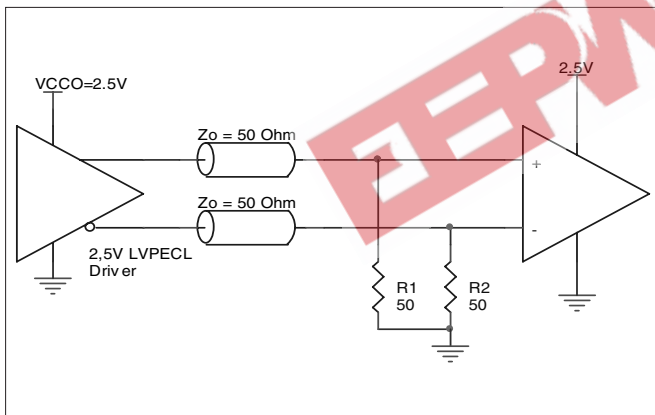 VCCO=2.5V
2.5V
Zo = 50 Ohm
+
Zo = 50 Ohm
-
2,5V LVPECL
Driver
R1
50
R2
50
EEPW